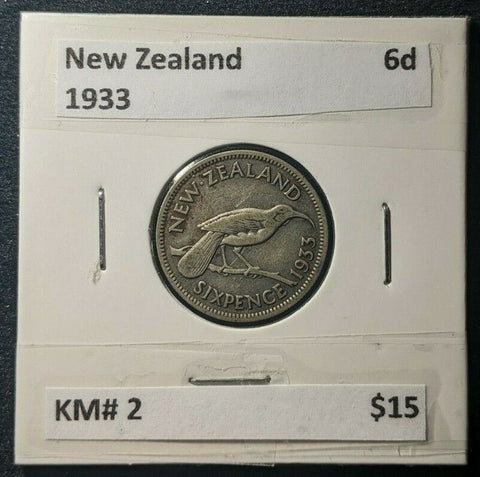 New Zealand 6d
1933
NEW·ZEALAND
SIXPENCE 1933
KM# 2 $15